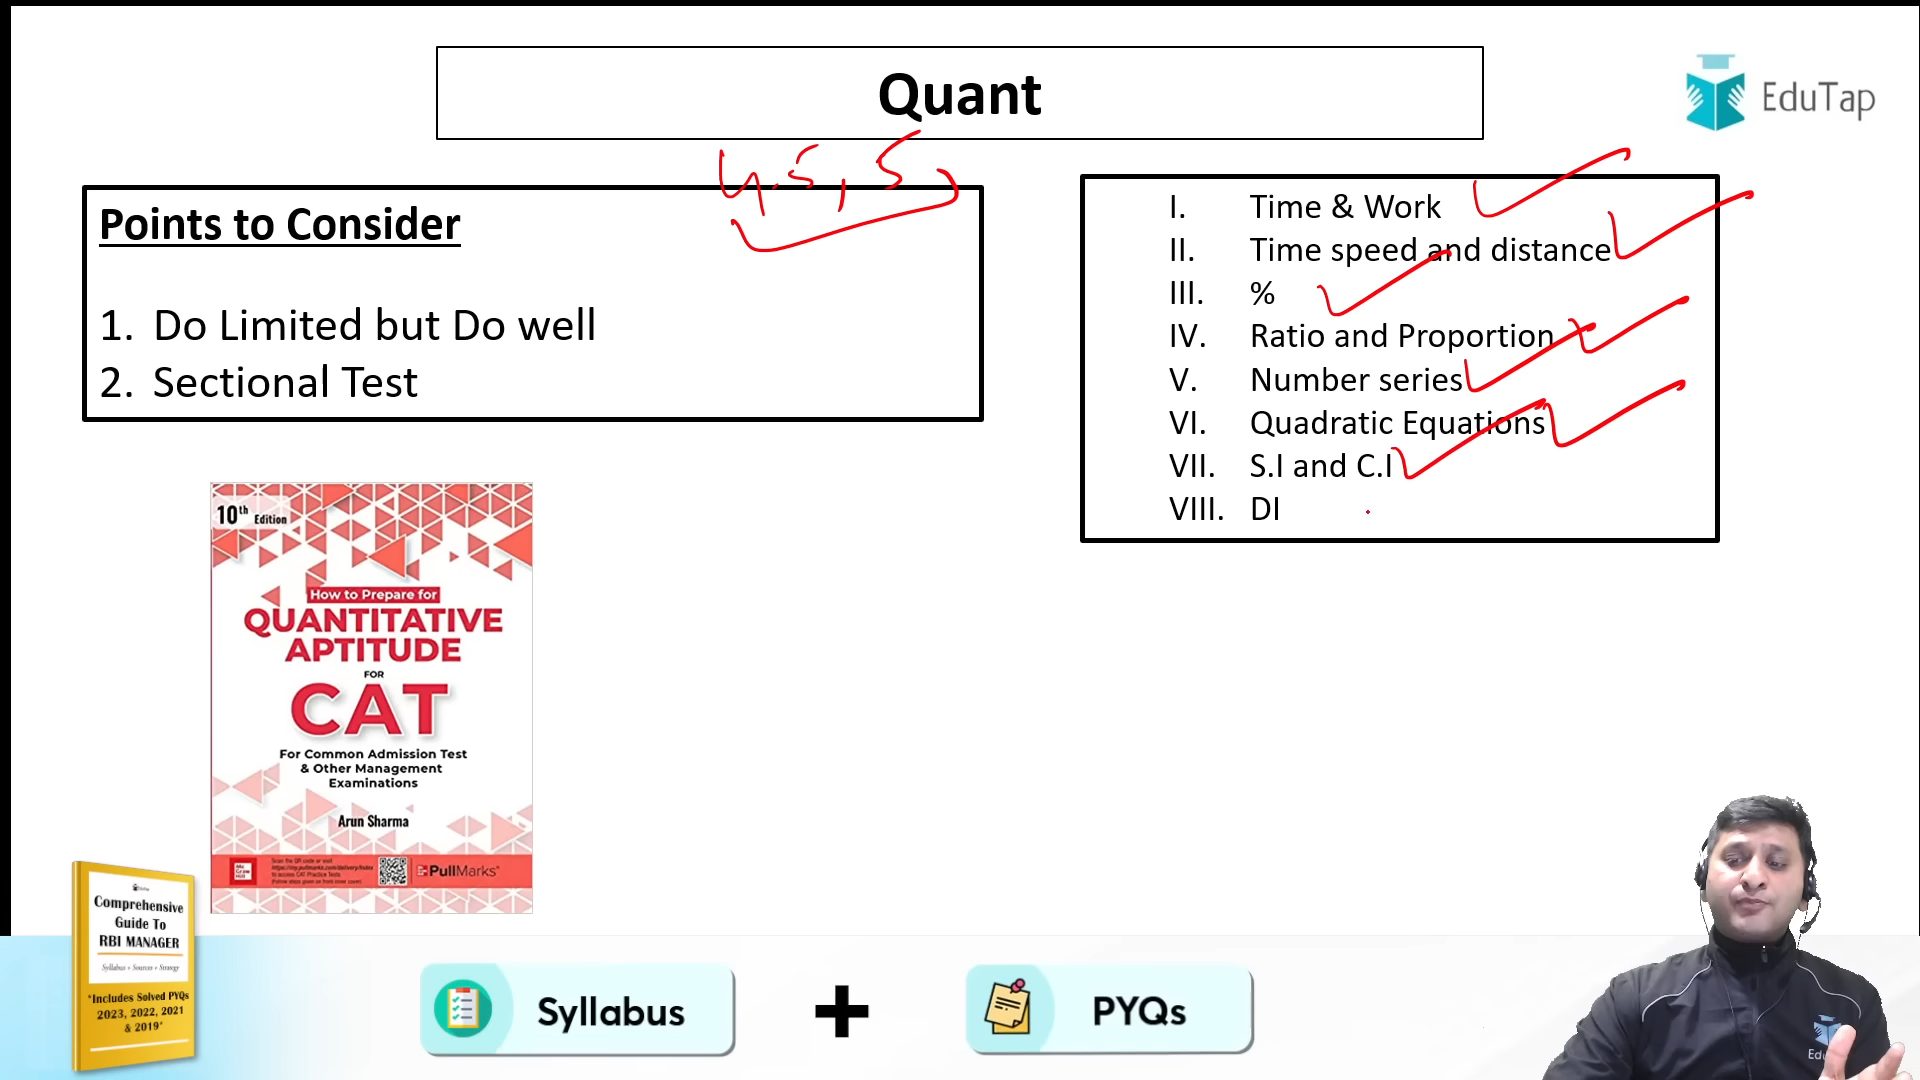 Quant
EduTap
4.5, 5
Points to Consider
1. Do Limited but Do well
2. Sectional Test
I. Time & Work
II. Time speed and distance
III. %
IV. Ratio and Proportion
V. Number series
VI. Quadratic Equations
VII. S.I and C.I
VIII. DI
10th Edition
How to Prepare for
QUANTITATIVE
APTITUDE
FOR
CAT
For Common Admission Test
& Other Management
Examinations
Arun Sharma
PullMarks
Comprehensive
Guide To
RBI MANAGER
Syllabus + Sources + Strategy
*Includes Solved PYQs
2023, 2022, 2021
& 2019*
Syllabus + PYQs